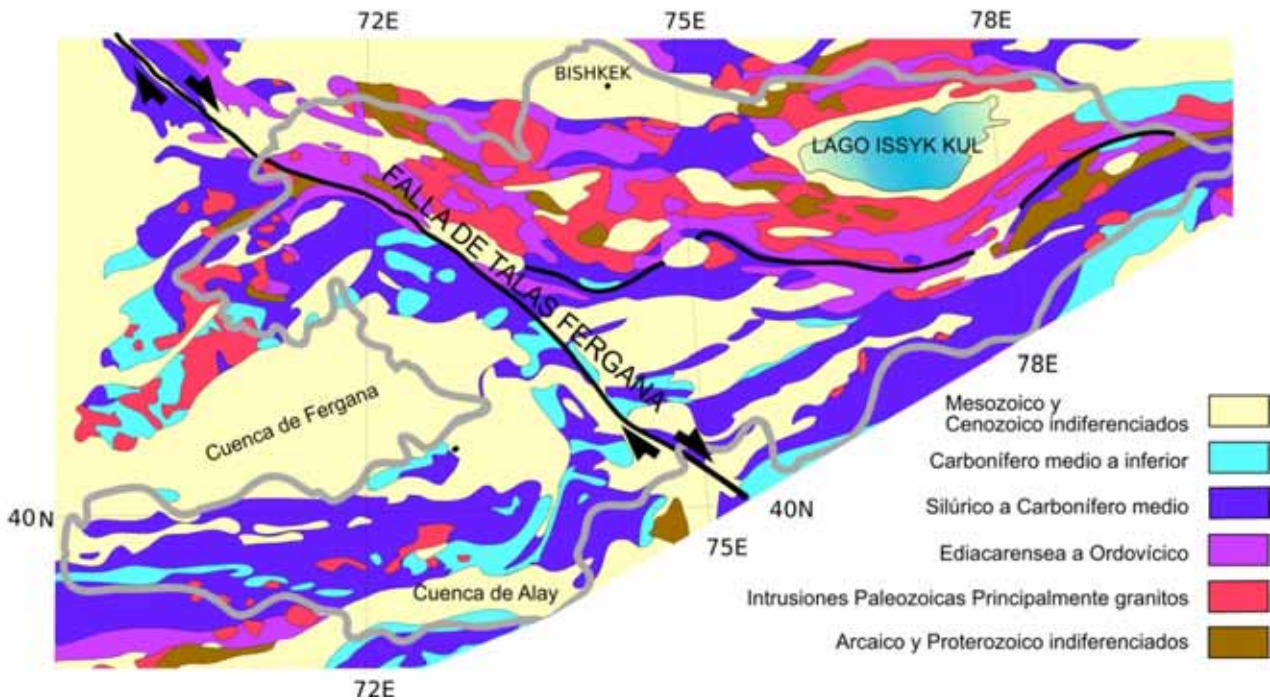 72E
75E
78E
BISHKEK
LAGO ISSYK KUL
FALLA DE TALAS FERGANA
Cuenca de Fergana
78E
Mesozoico y
Cenozoico indiferenciados
Carbonífero medio a inferior
Silúrico a Carbonífero medio
40N
40N
75E
Ediacarensea a Ordovícico
Cuenca de Alay
Intrusiones Paleozoicas Principalmente granitos
Arcaico y Proterozoico indiferenciados
72E